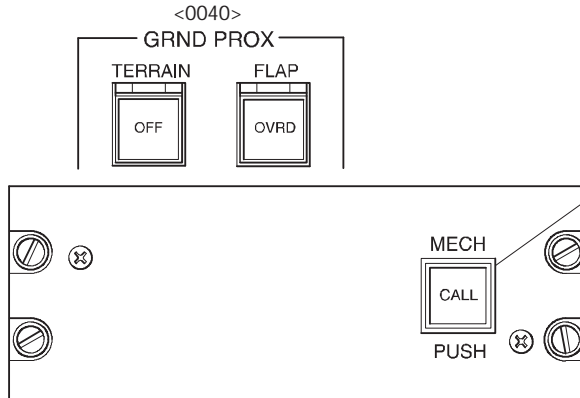 <0040>
GRND PROX
TERRAIN FLAP
OFF OVRD
MECH
CALL
PUSH